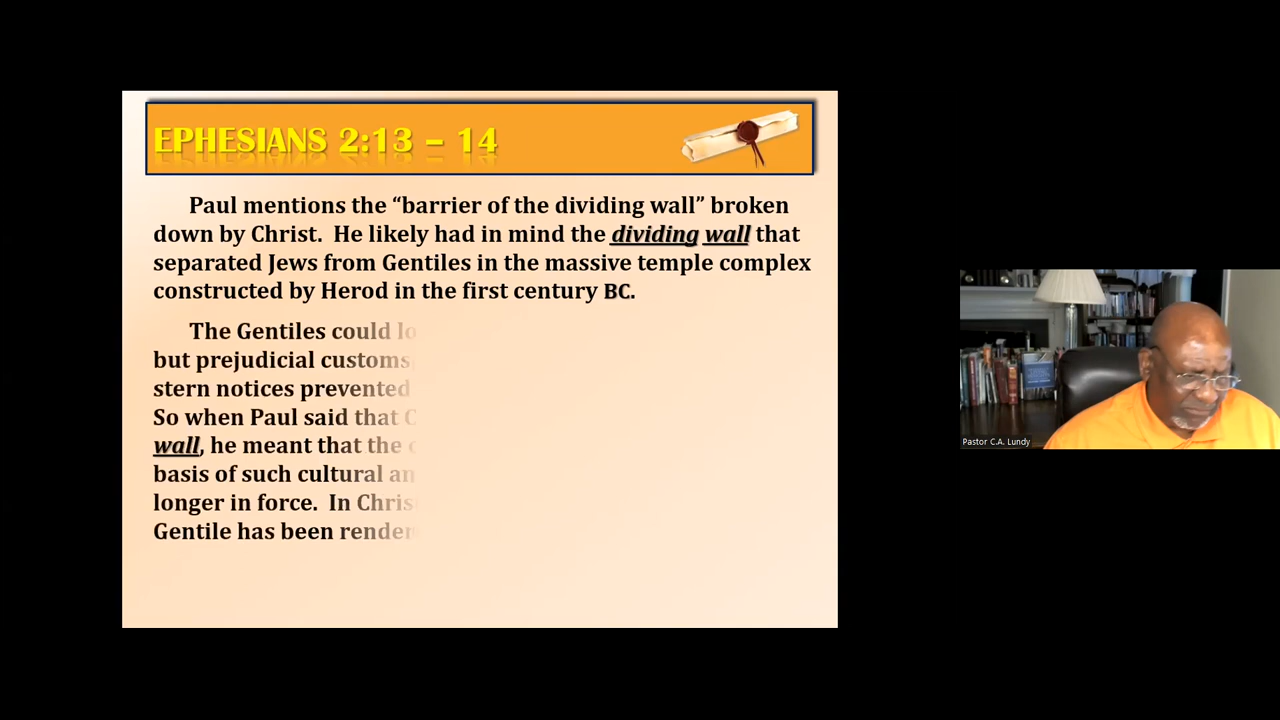 EPHESIANS 2:13 – 14
Paul mentions the “barrier of the dividing wall” broken
down by Christ. He likely had in mind the dividing wall that
separated Jews from Gentiles in the massive temple complex
constructed by Herod in the first century BC.
The Gentiles could
but prejudicial customs
stern notices prevented
So when Paul said that
wall, he meant that the
basis of such cultural
longer in force. In
Gentile has been
Pastor C.A. Lundy